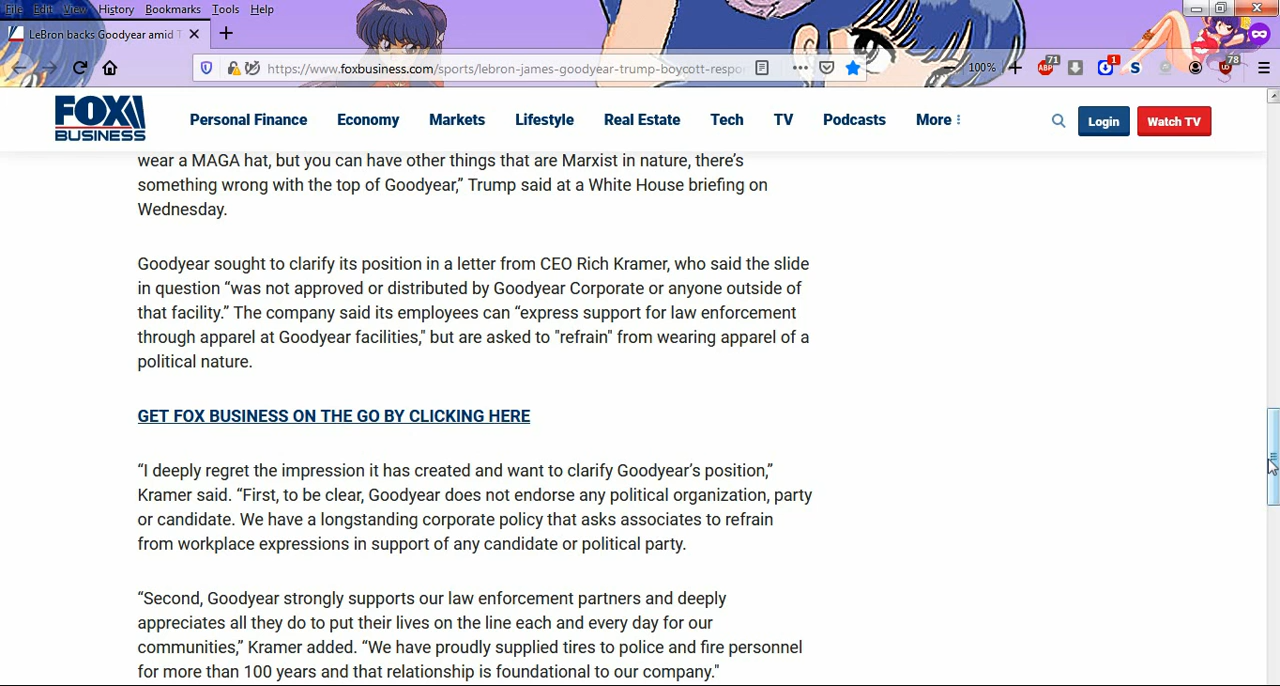 File Edit View History Bookmarks Tools Help
LeBron backs Goodyear amid T
https://www.foxbusiness.com/sports/lebron-james-goodyear-trump-boycott-respo
100%
71
1
S
78
FOX
BUSINESS
Personal Finance Economy Markets Lifestyle Real Estate Tech TV Podcasts More
Login
Watch TV
wear a MAGA hat, but you can have other things that are Marxist in nature, there’s
something wrong with the top of Goodyear,” Trump said at a White House briefing on
Wednesday.
Goodyear sought to clarify its position in a letter from CEO Rich Kramer, who said the slide
in question “was not approved or distributed by Goodyear Corporate or anyone outside of
that facility.” The company said its employees can “express support for law enforcement
through apparel at Goodyear facilities," but are asked to "refrain" from wearing apparel of a
political nature.
GET FOX BUSINESS ON THE GO BY CLICKING HERE
“I deeply regret the impression it has created and want to clarify Goodyear’s position,”
Kramer said. “First, to be clear, Goodyear does not endorse any political organization, party
or candidate. We have a longstanding corporate policy that asks associates to refrain
from workplace expressions in support of any candidate or political party.
“Second, Goodyear strongly supports our law enforcement partners and deeply
appreciates all they do to put their lives on the line each and every day for our
communities,” Kramer added. “We have proudly supplied tires to police and fire personnel
for more than 100 years and that relationship is foundational to our company."